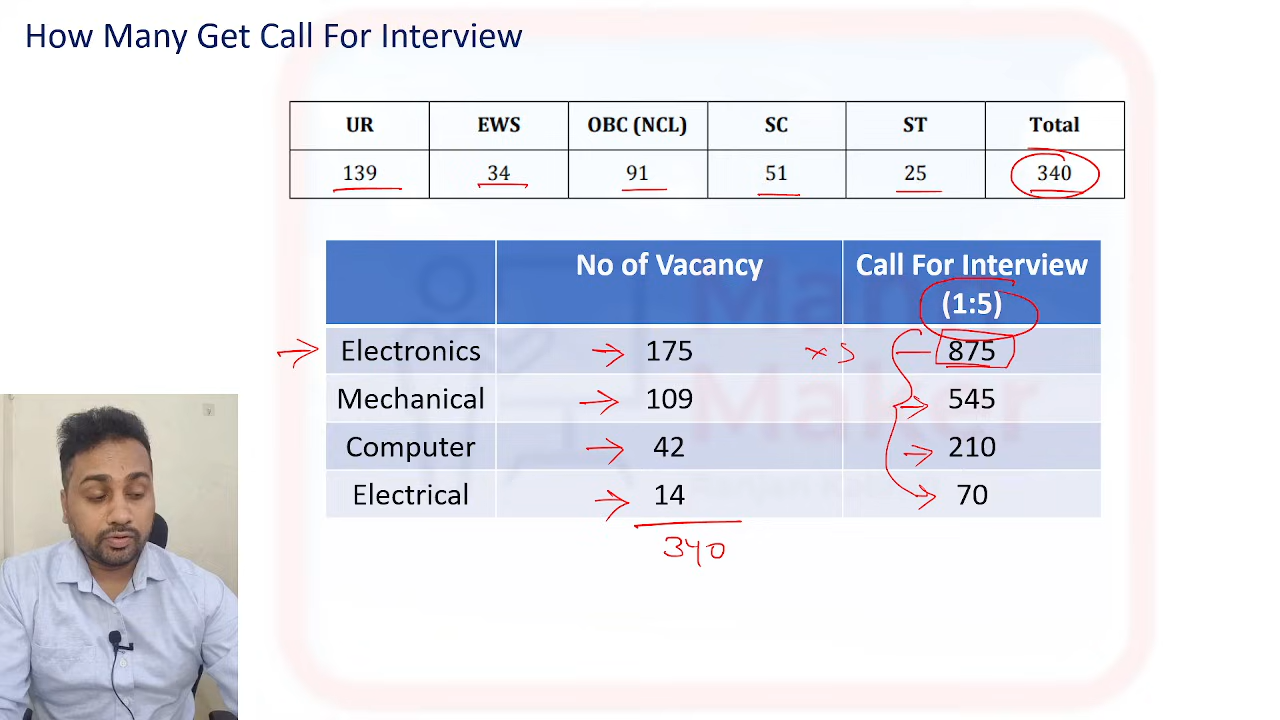 How Many Get Call For Interview
UR EWS OBC (NCL) SC ST Total
139 34 91 51 25 340
No of Vacancy Call For Interview
(1:5)
Electronics 175 × 5 875
Mechanical 109 545
Computer 42 210
Electrical 14 70
340